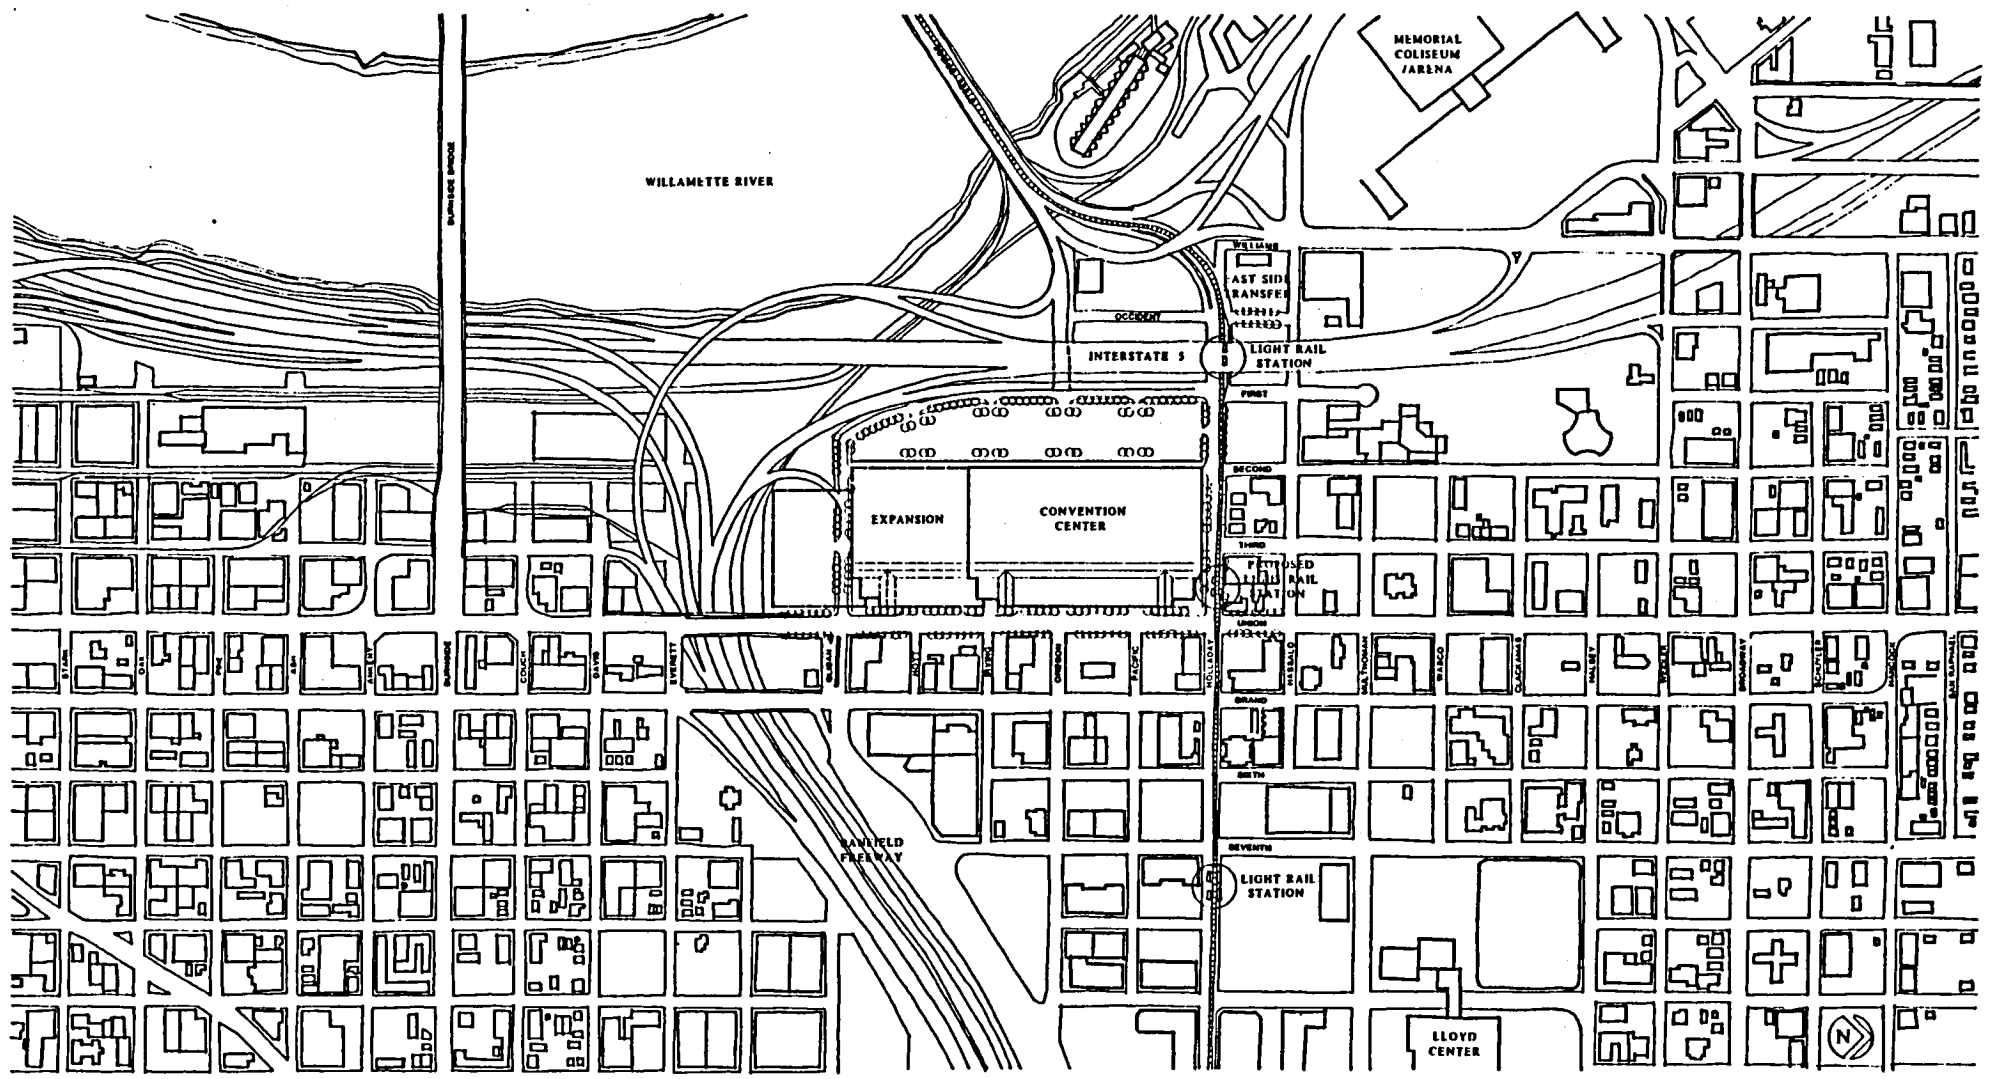 MEMORIAL
COLISEUM
/ARENA
BURNSIDE BRIDGE
WILLAMETTE RIVER
WILLIAMS
EAST SIDE
TRANSFER
OCCIDENT
INTERSTATE 5
LIGHT RAIL
STATION
FIRST
SECOND
EXPANSION
CONVENTION
CENTER
THIRD
PROPOSED
LIGHT RAIL
STATION
UNION
STARK
OAK
PINE
ASH
ANKENY
BURNSIDE
COUCH
DAVIS
EVERETT
GLISAN
HOYT
IRVING
OREGON
PACIFIC
HOLLADAY
HASSALO
MULTNOMAH
WASCO
CLACKAMAS
HALSEY
WEIDLER
BROADWAY
SCHUYLER
HANCOCK
SAN RAPHAEL
GRAND
SIXTH
BANFIELD
FREEWAY
SEVENTH
LIGHT RAIL
STATION
LLOYD
CENTER
N